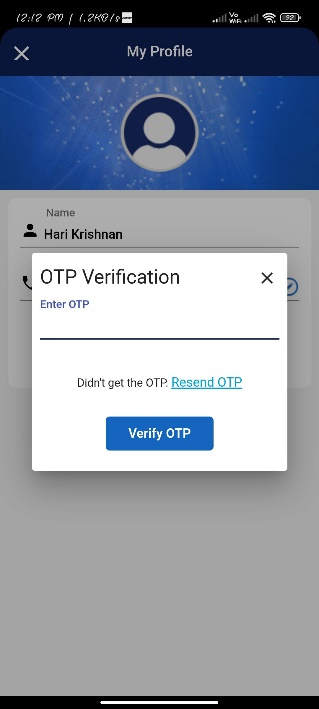 12:12 PM | 1.2KB/s
Vo
WiFi
92
My Profile
Name
Hari Krishnan
OTP Verification
Enter OTP
Didn't get the OTP. Resend OTP
Verify OTP